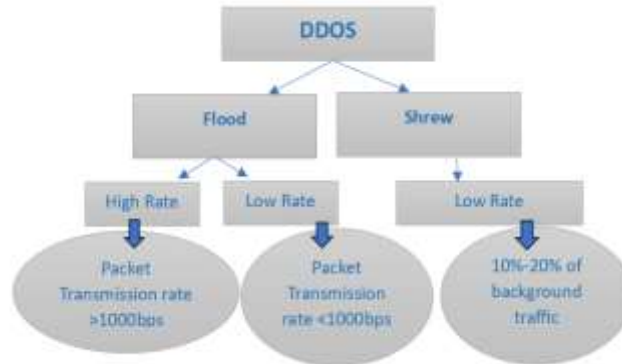 DDOS
Flood
Shrew
High Rate
Low Rate
Low Rate
Packet
Transmission rate
>1000bps
Packet
Transmission
rate <1000bps
10%-20% of
background
traffic